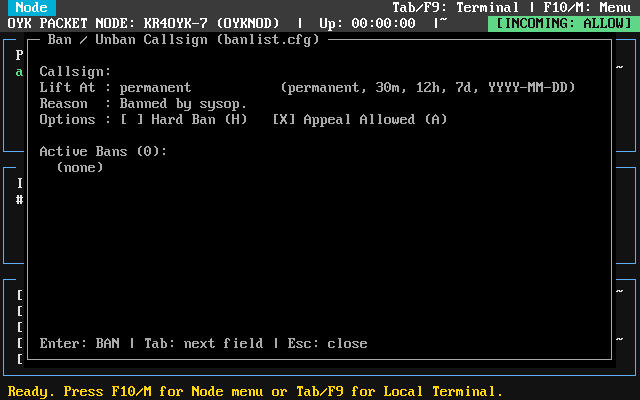 Node Tab/F9: Terminal | F10/M: Menu
OYK PACKET NODE: KR4OYK-7 (OYKNOD) | Up: 00:00:00 |~ [INCOMING: ALLOW]
Ban / Unban Callsign (banlist.cfg)
P
Callsign: ~
a Lift At : permanent (permanent, 30m, 12h, 7d, YYYY-MM-DD)
Reason : Banned by sysop.
Options : [ ] Hard Ban (H) [X] Appeal Allowed (A)
Active Bans (0):
(none)
I
#
[ ~
[
[
[ Enter: BAN | Tab: next field | Esc: close ~
[
Ready. Press F10/M for Node menu or Tab/F9 for Local Terminal.